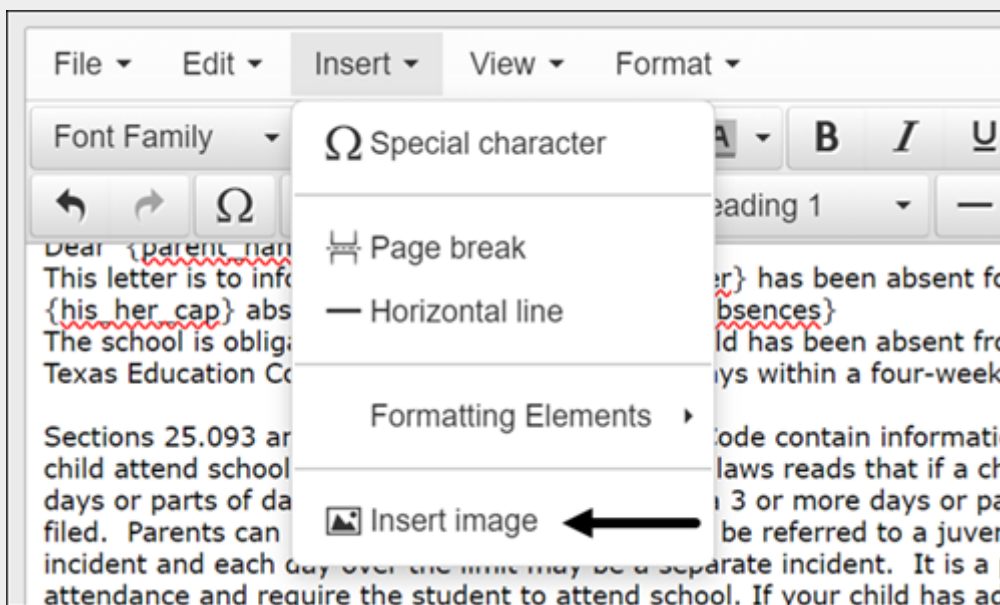 File Edit Insert View Format
Font Family A B I U
Ω eading 1
Ω Special character
Page break
Horizontal line
Formatting Elements
Insert image
Dear {parent_nan
This letter is to info er} has been absent fo
{his_her_cap} abs bsences}
The school is obliga ld has been absent fro
Texas Education Co ys within a four-week
Sections 25.093 an Code contain informatio
child attend school laws reads that if a ch
days or parts of da 3 or more days or pa
filed. Parents can be referred to a juven
incident and each day over the limit may be a separate incident. It is a p
attendance and require the student to attend school. If your child has ac